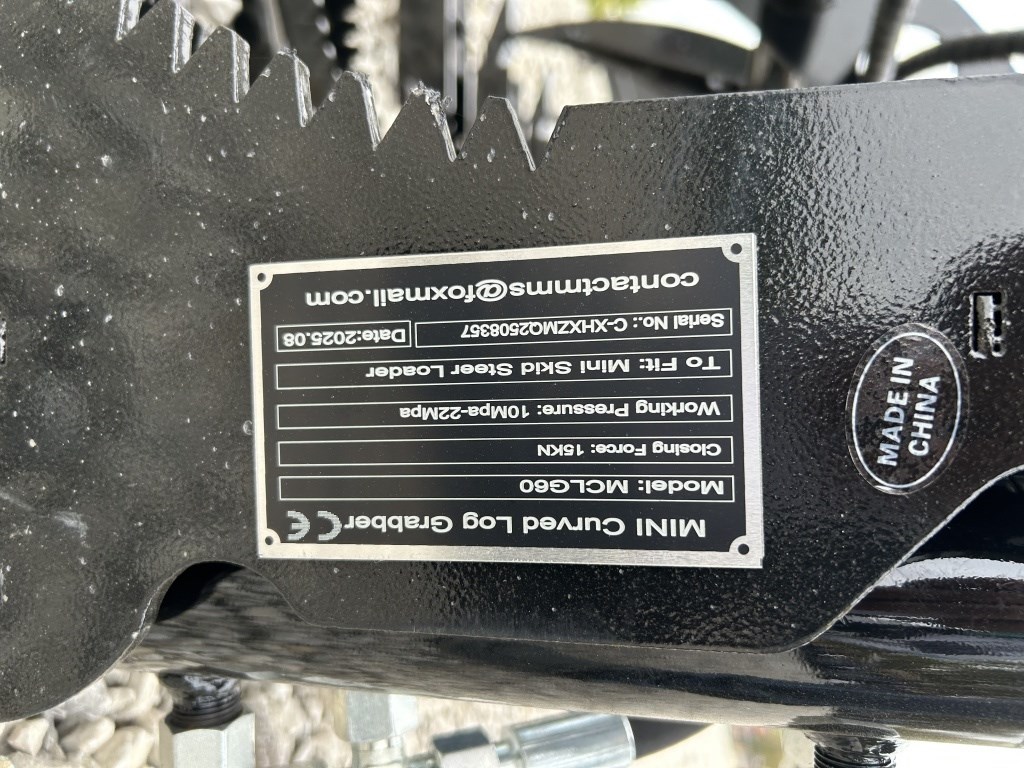 MINI Curved Log Grabber CE
Model: MCLG60
Closing Force: 15KN
Working Pressure: 10Mpa-22Mpa
To Fit: Mini Skid Steer Loader
Serial No.: C-XHXZMQ2508357 Date:2025.08
contactmms@foxmail.com
MADE IN
CHINA